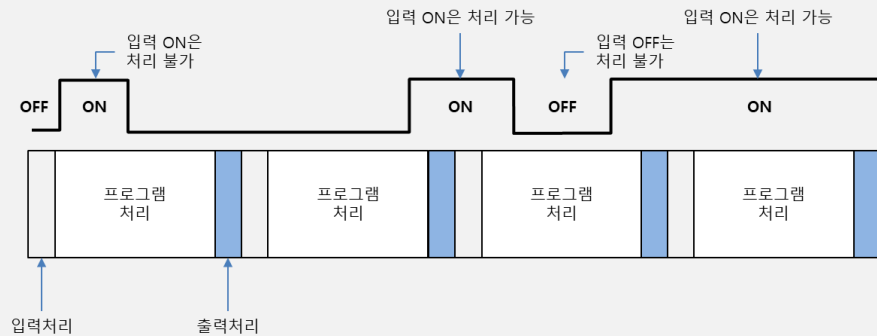 입력 ON은
처리 불가
입력 ON은 처리 가능
입력 OFF는
처리 불가
입력 ON은 처리 가능
OFF
ON
ON
OFF
ON
프로그램
처리
프로그램
처리
프로그램
처리
프로그램
처리
입력처리
출력처리